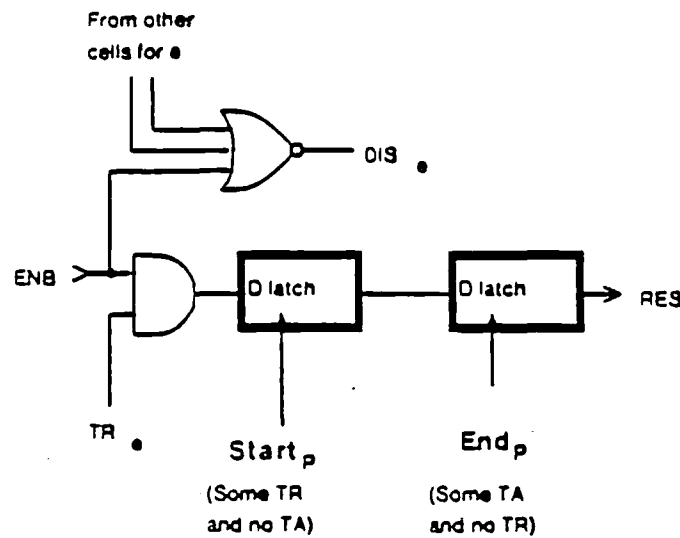 From other
cells for e
DIS e
ENB
D latch
D latch
RES
TR e
Start p
End p
(Some TR
and no TA)
(Some TA
and no TR)